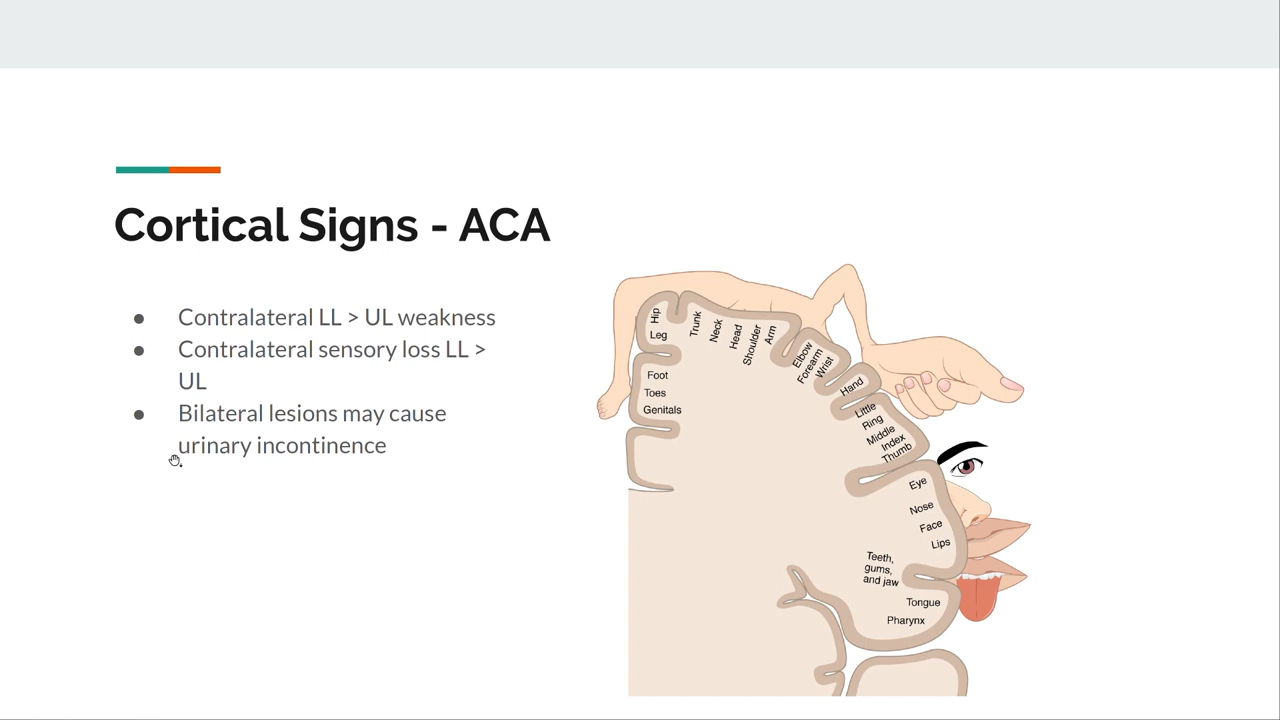 Cortical Signs - ACA
● Contralateral LL > UL weakness
● Contralateral sensory loss LL >
UL
● Bilateral lesions may cause
urinary incontinence
Hip
Leg
Foot
Toes
Genitals
Trunk
Neck
Head
Shoulder
Arm
Elbow
Forearm
Wrist
Hand
Little
Ring
Middle
Index
Thumb
Eye
Nose
Face
Lips
Teeth,
gums,
and jaw
Tongue
Pharynx